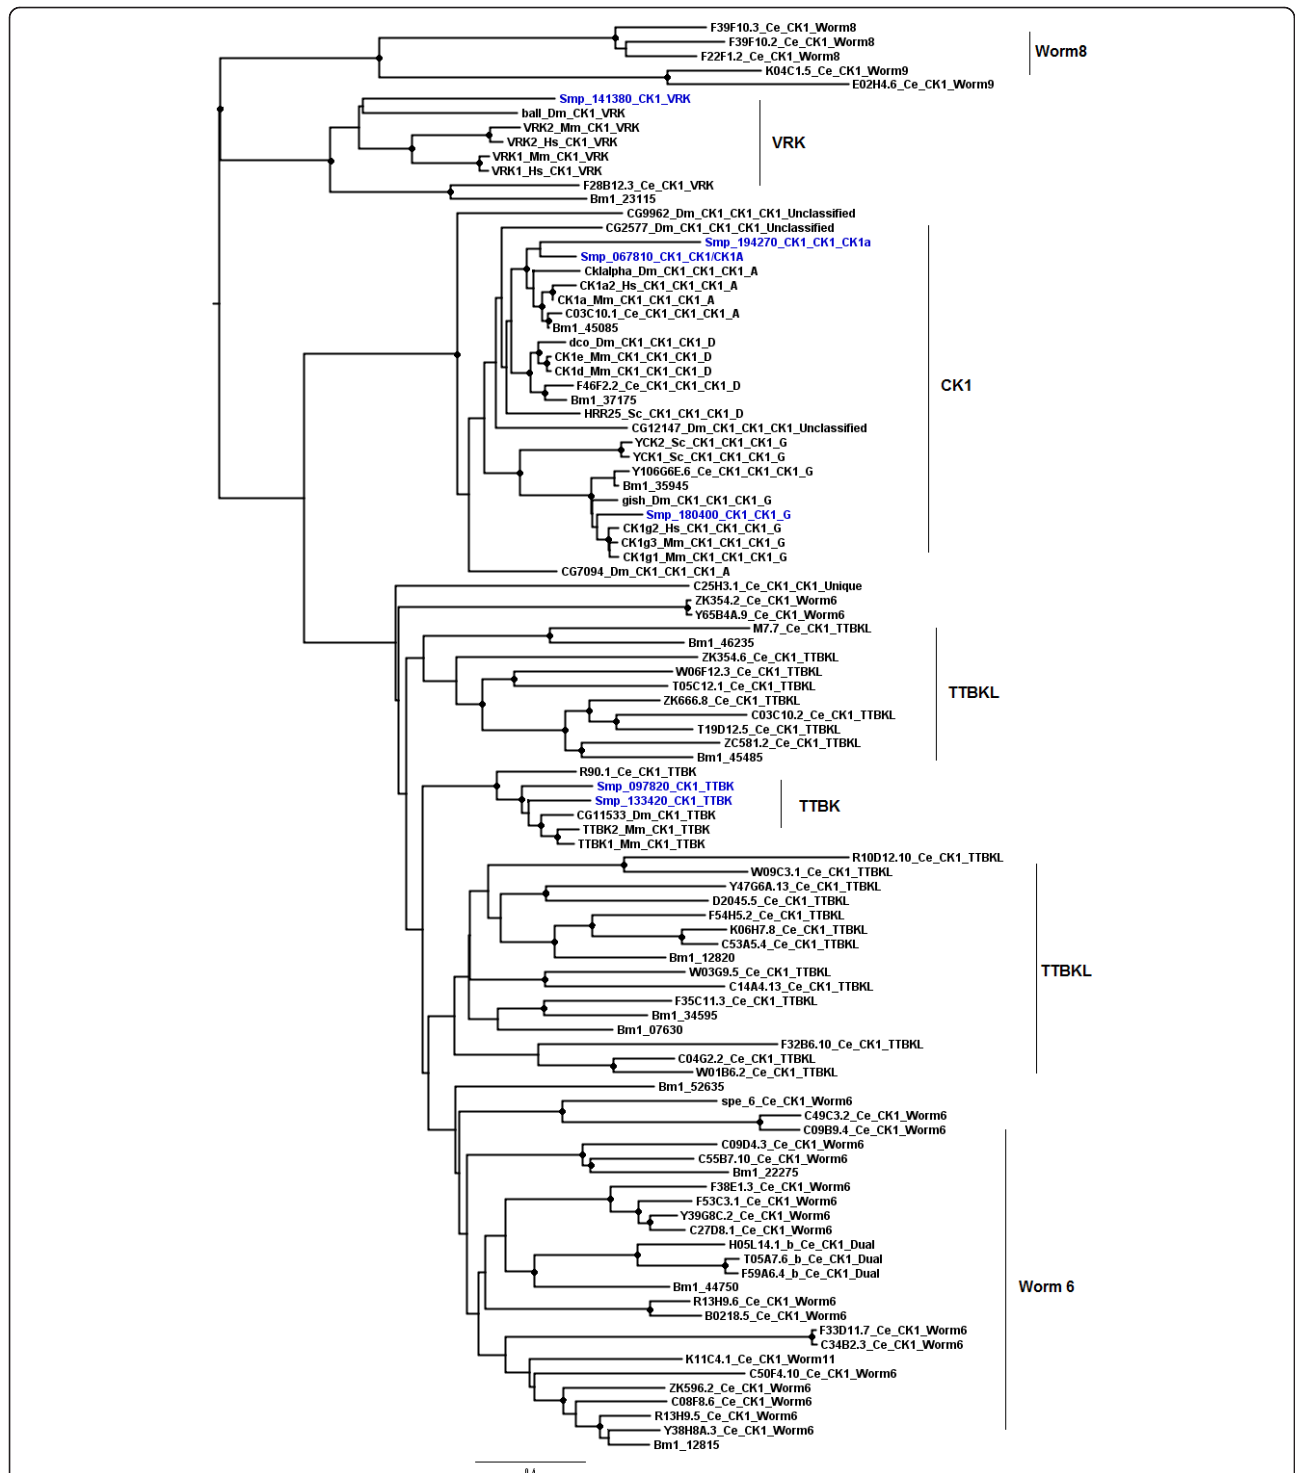 F39F10.3_Ce_CK1_Worm8
F39F10.2_Ce_CK1_Worm8
F22F1.2_Ce_CK1_Worm8
Worm8
K04C1.5_Ce_CK1_Worm9
E02H4.6_Ce_CK1_Worm9
Smp_141380_CK1_VRK
ball_Dm_CK1_VRK
VRK2_Mm_CK1_VRK
VRK2_Hs_CK1_VRK
VRK
VRK1_Mm_CK1_VRK
VRK1_Hs_CK1_VRK
F28B12.3_Ce_CK1_VRK
Bm1_23115
CG9962_Dm_CK1_CK1_CK1_Unclassified
CG2577_Dm_CK1_CK1_CK1_Unclassified
Smp_194270_CK1_CK1_CK1a
Smp_067810_CK1_CK1/CK1A
CkIalpha_Dm_CK1_CK1_CK1_A
CK1a2_Hs_CK1_CK1_CK1_A
CK1a_Mm_CK1_CK1_CK1_A
C03C10.1_Ce_CK1_CK1_CK1_A
Bm1_45085
dco_Dm_CK1_CK1_CK1_D
CK1e_Mm_CK1_CK1_CK1_D
CK1d_Mm_CK1_CK1_CK1_D
F46F2.2_Ce_CK1_CK1_CK1_D
CK1
Bm1_37175
HRR25_Sc_CK1_CK1_CK1_D
CG12147_Dm_CK1_CK1_CK1_Unclassified
YCK2_Sc_CK1_CK1_CK1_G
YCK1_Sc_CK1_CK1_CK1_G
Y106G6E.6_Ce_CK1_CK1_CK1_G
Bm1_35945
gish_Dm_CK1_CK1_CK1_G
Smp_180400_CK1_CK1_G
CK1g2_Hs_CK1_CK1_CK1_G
CK1g3_Mm_CK1_CK1_CK1_G
CK1g1_Mm_CK1_CK1_CK1_G
CG7094_Dm_CK1_CK1_CK1_A
C25H3.1_Ce_CK1_CK1_Unique
ZK354.2_Ce_CK1_Worm6
Y65B4A.9_Ce_CK1_Worm6
M7.7_Ce_CK1_TTBKL
Bm1_46235
ZK354.6_Ce_CK1_TTBKL
W06F12.3_Ce_CK1_TTBKL
T05C12.1_Ce_CK1_TTBKL
TTBKL
ZK666.8_Ce_CK1_TTBKL
C03C10.2_Ce_CK1_TTBKL
T19D12.5_Ce_CK1_TTBKL
ZC581.2_Ce_CK1_TTBKL
Bm1_45485
R90.1_Ce_CK1_TTBK
Smp_097820_CK1_TTBK
Smp_133420_CK1_TTBK
TTBK
CG11533_Dm_CK1_TTBK
TTBK2_Mm_CK1_TTBK
TTBK1_Mm_CK1_TTBK
R10D12.10_Ce_CK1_TTBKL
W09C3.1_Ce_CK1_TTBKL
Y47G6A.13_Ce_CK1_TTBKL
D2045.5_Ce_CK1_TTBKL
F54H5.2_Ce_CK1_TTBKL
K06H7.8_Ce_CK1_TTBKL
C53A5.4_Ce_CK1_TTBKL
Bm1_12820
W03G9.5_Ce_CK1_TTBKL
TTBKL
C14A4.13_Ce_CK1_TTBKL
F35C11.3_Ce_CK1_TTBKL
Bm1_34595
Bm1_07630
F32B6.10_Ce_CK1_TTBKL
C04G2.2_Ce_CK1_TTBKL
W01B6.2_Ce_CK1_TTBKL
Bm1_52635
spe_6_Ce_CK1_Worm6
C49C3.2_Ce_CK1_Worm6
C09B9.4_Ce_CK1_Worm6
C09D4.3_Ce_CK1_Worm6
C55B7.10_Ce_CK1_Worm6
Bm1_22275
F38E1.3_Ce_CK1_Worm6
F53C3.1_Ce_CK1_Worm6
Y39G8C.2_Ce_CK1_Worm6
C27D8.1_Ce_CK1_Worm6
H05L14.1_b_Ce_CK1_Dual
T05A7.6_b_Ce_CK1_Dual
F59A6.4_b_Ce_CK1_Dual
Bm1_44750
Worm 6
R13H9.6_Ce_CK1_Worm6
B0218.5_Ce_CK1_Worm6
F33D11.7_Ce_CK1_Worm6
C34B2.3_Ce_CK1_Worm6
K11C4.1_Ce_CK1_Worm11
C50F4.10_Ce_CK1_Worm6
ZK596.2_Ce_CK1_Worm6
C08F8.6_Ce_CK1_Worm6
R13H9.5_Ce_CK1_Worm6
Y38H8A.3_Ce_CK1_Worm6
Bm1_12815